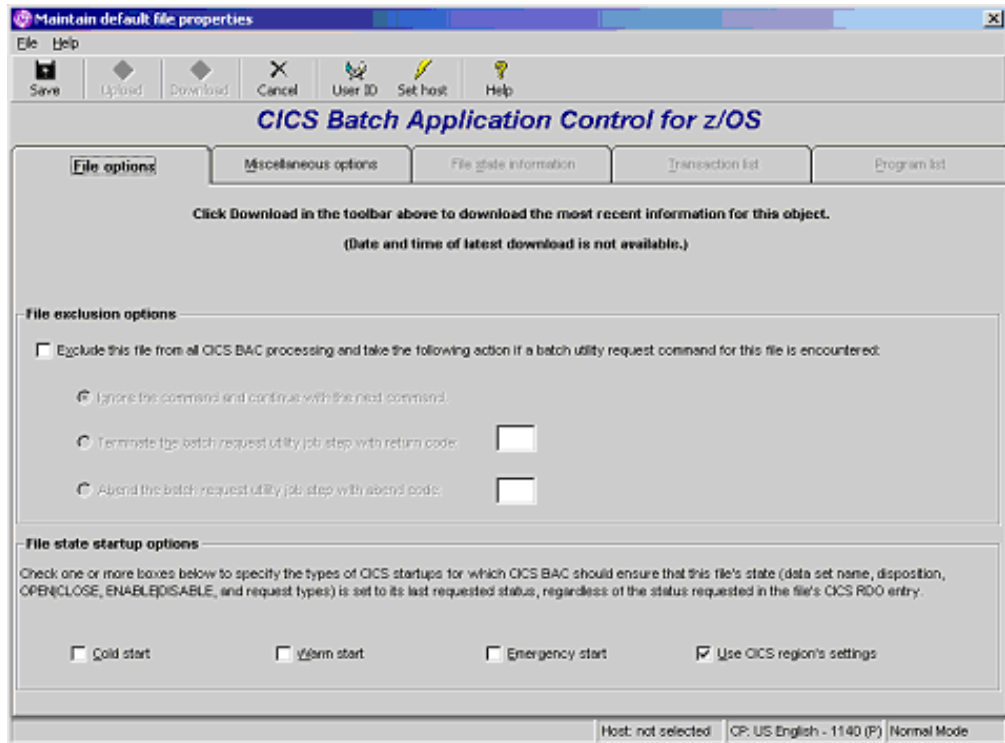 Maintain default file properties
File Help
Save Upload Download Cancel User ID Set host Help
CICS Batch Application Control for z/OS
File options Miscellaneous options File state information Transaction list Program list
Click Download in the toolbar above to download the most recent information for this object.
(Date and time of latest download is not available.)
File exclusion options
Exclude this file from all CICS BAC processing and take the following action if a batch utility request command for this file is encountered:
Ignore the command and continue with the next command.
Terminate the batch request utility job step with return code:
Abend the batch request utility job step with abend code:
File state startup options
Check one or more boxes below to specify the types of CICS startups for which CICS BAC should ensure that this file's state (data set name, disposition,
OPEN|CLOSE, ENABLE|DISABLE, and request types) is set to its last requested status, regardless of the status requested in the file's CICS RDO entry.
Cold start Warm start Emergency start Use CICS region's settings
Host: not selected CP: US English - 1140 (P) Normal Mode